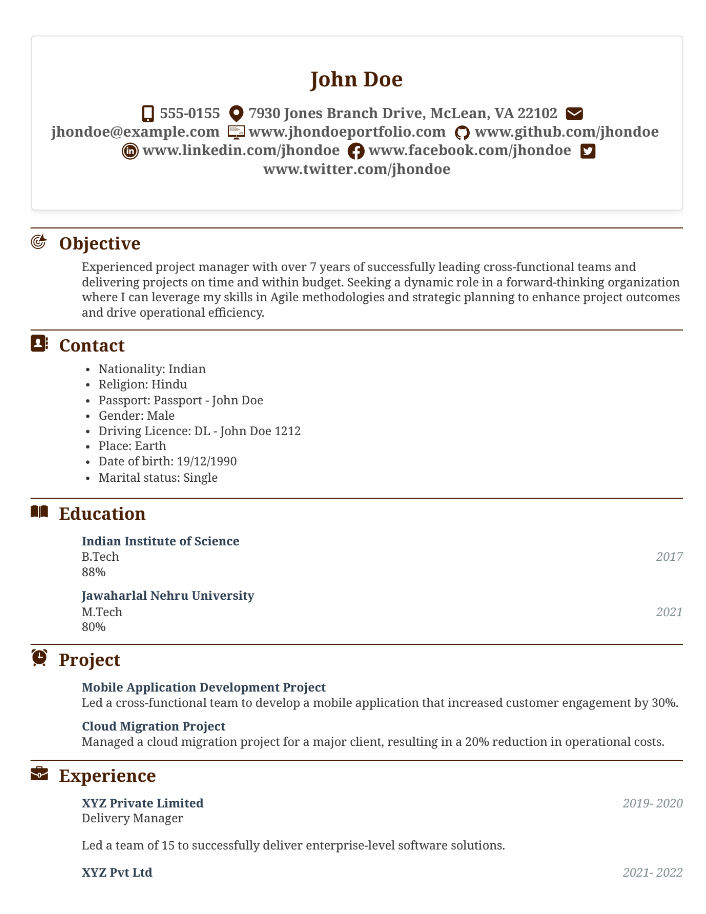 John Doe
555-0155 7930 Jones Branch Drive, McLean, VA 22102
jhondoe@example.com www.jhondoeportfolio.com www.github.com/jhondoe
www.linkedin.com/jhondoe www.facebook.com/jhondoe
www.twitter.com/jhondoe
Objective
Experienced project manager with over 7 years of successfully leading cross-functional teams and
delivering projects on time and within budget. Seeking a dynamic role in a forward-thinking organization
where I can leverage my skills in Agile methodologies and strategic planning to enhance project outcomes
and drive operational efficiency.
Contact
• Nationality: Indian
• Religion: Hindu
• Passport: Passport - John Doe
• Gender: Male
• Driving Licence: DL - John Doe 1212
• Place: Earth
• Date of birth: 19/12/1990
• Marital status: Single
Education
Indian Institute of Science
B.Tech 2017
88%
Jawaharlal Nehru University
M.Tech 2021
80%
Project
Mobile Application Development Project
Led a cross-functional team to develop a mobile application that increased customer engagement by 30%.
Cloud Migration Project
Managed a cloud migration project for a major client, resulting in a 20% reduction in operational costs.
Experience
XYZ Private Limited 2019- 2020
Delivery Manager
Led a team of 15 to successfully deliver enterprise-level software solutions.
XYZ Pvt Ltd 2021- 2022